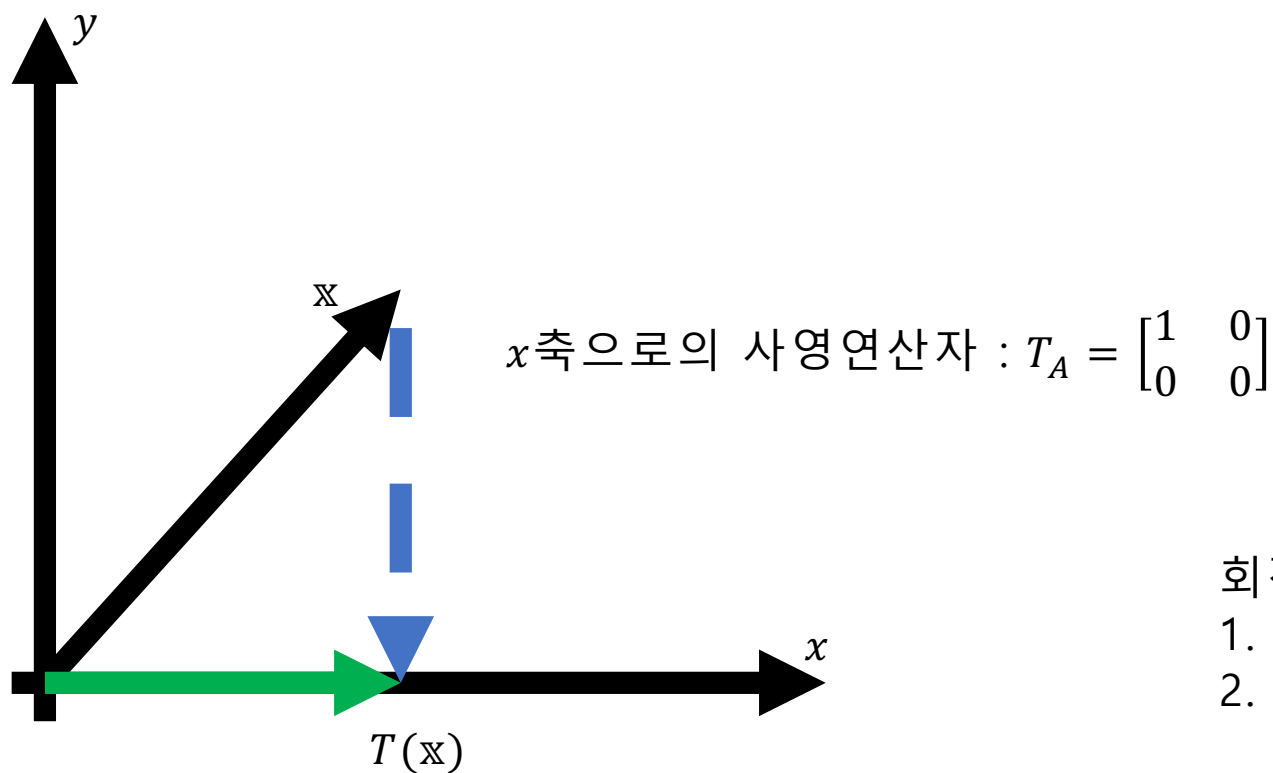 y
𝕩
x축으로의 사영연산자 : T_A = [1 0; 0 0]
회
1.
x
2.
T(𝕩)